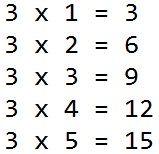 3 x 1 = 3
3 x 2 = 6
3 x 3 = 9
3 x 4 = 12
3 x 5 = 15